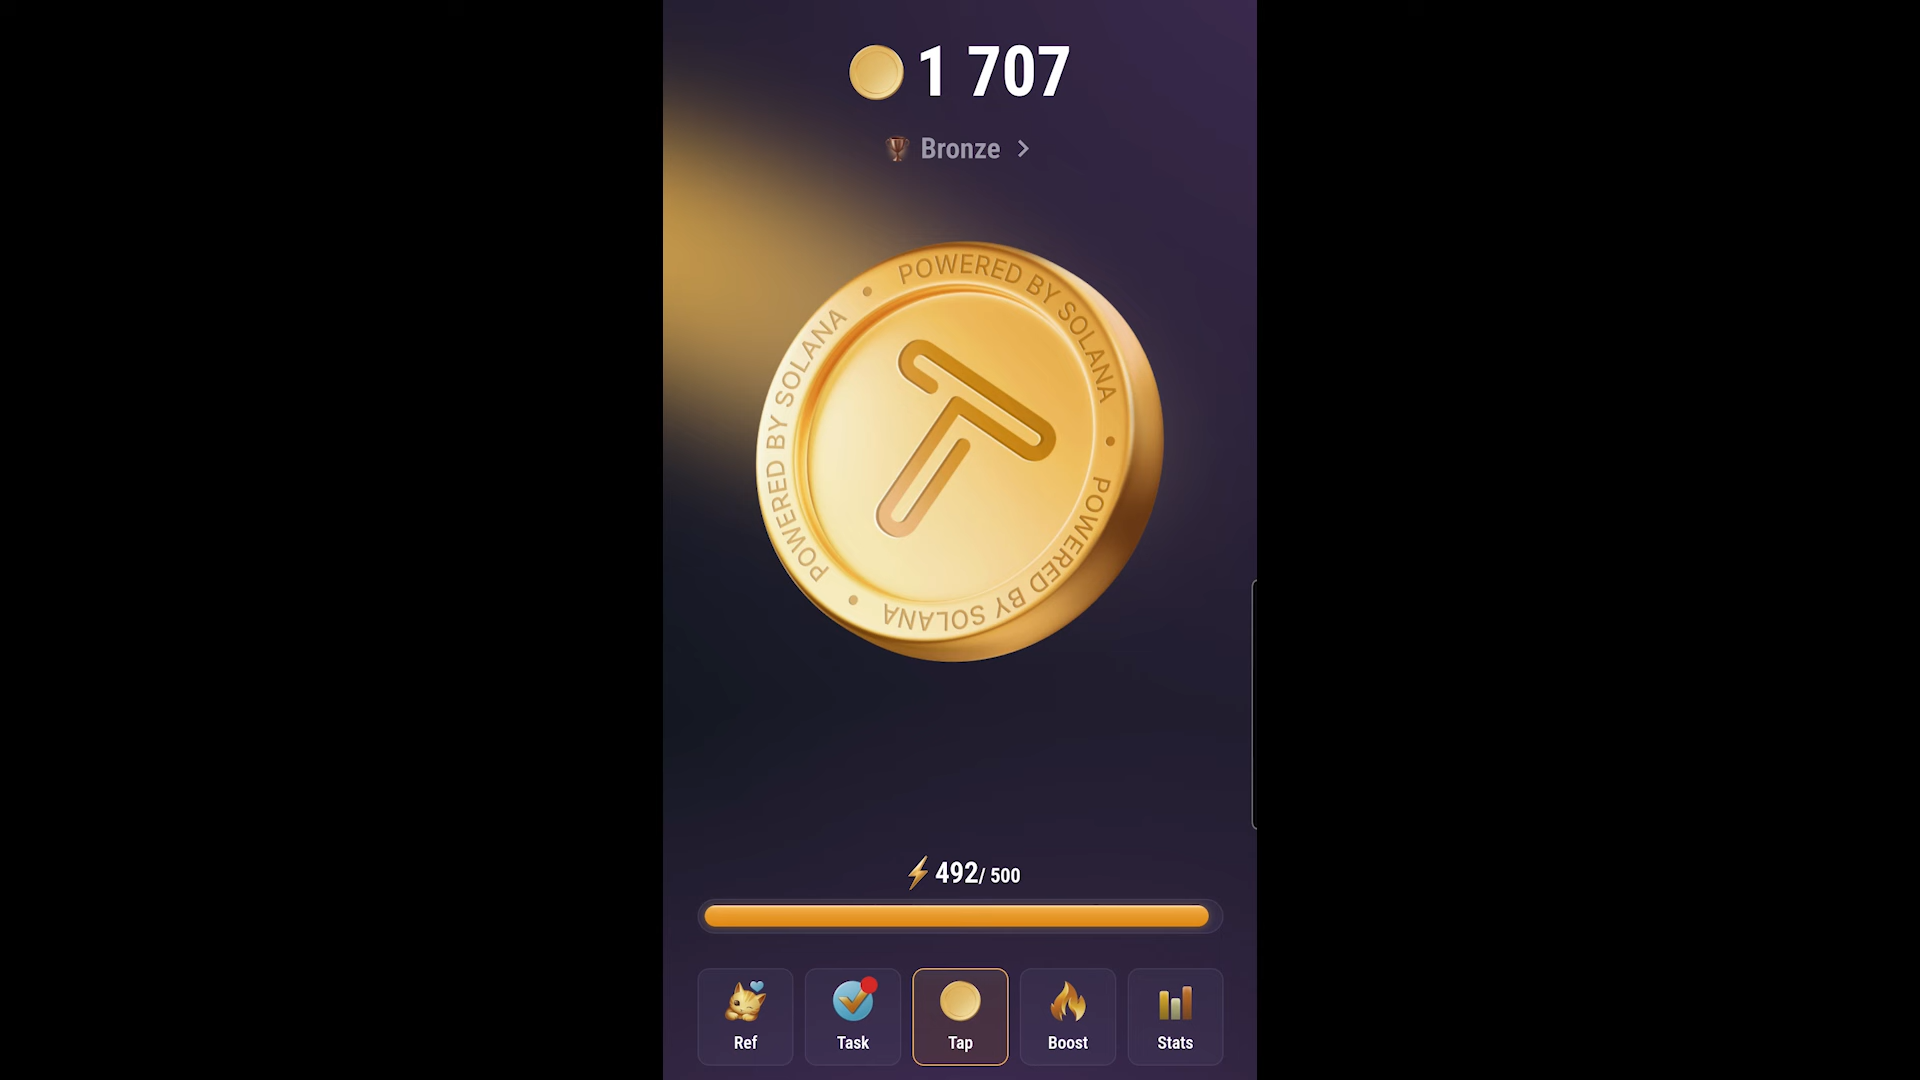 1 707
Bronze
POWERED BY SOLANA • POWERED BY SOLANA • POWERED BY SOLANA •
492/ 500
Ref
Task
Tap
Boost
Stats